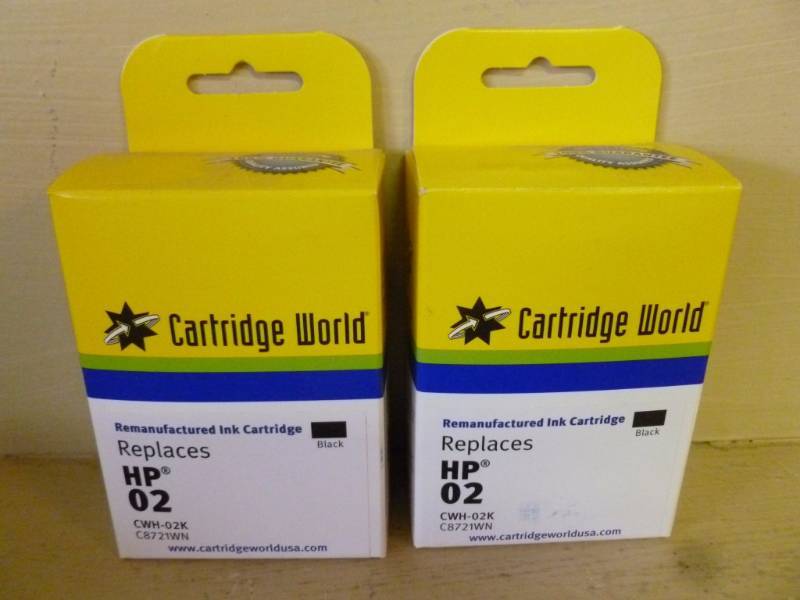 Cartridge World®
Remanufactured Ink Cartridge
Black
Replaces
HP®
02
CWH-02K
C8721WN
www.cartridgeworldusa.com
Cartridge World®
Remanufactured Ink Cartridge
Black
Replaces
HP®
02
CWH-02K
C8721WN
www.cartridgeworldusa.com